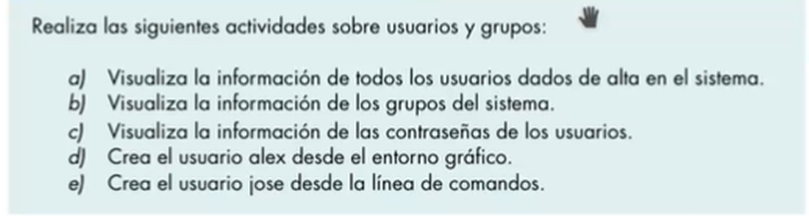 Realiza las siguientes actividades sobre usuarios y grupos:
a) Visualiza la información de todos los usuarios dados de alta en el sistema.
b) Visualiza la información de los grupos del sistema.
c) Visualiza la información de las contraseñas de los usuarios.
d) Crea el usuario alex desde el entorno gráfico.
e) Crea el usuario jose desde la línea de comandos.